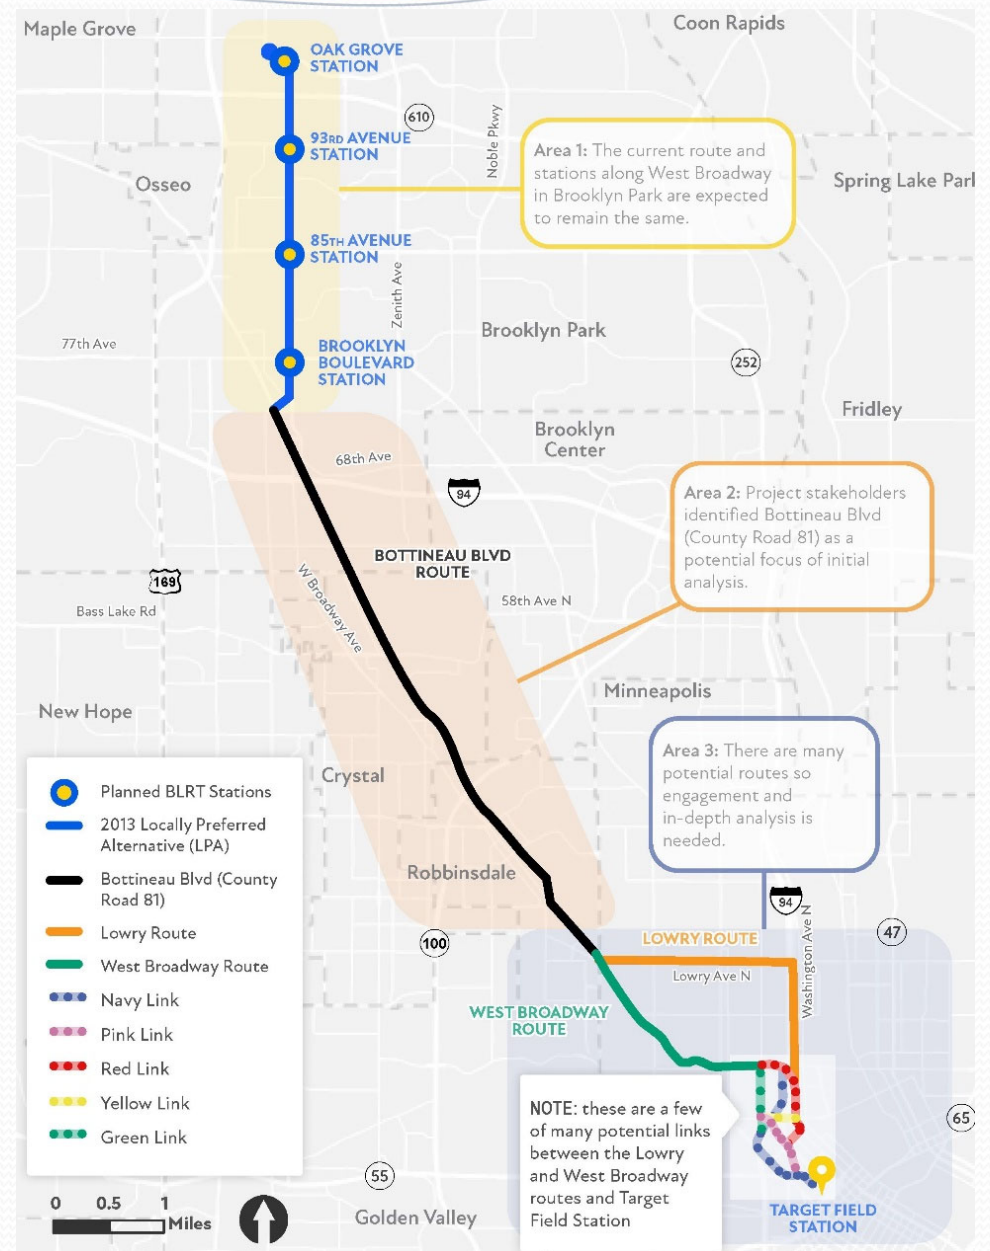 Maple Grove
Coon Rapids
OAK GROVE
STATION
610
Noble Pkwy
93RD AVENUE
STATION
Area 1: The current route and
stations along West Broadway
in Brooklyn Park are expected
to remain the same.
Osseo
Spring Lake Park
85TH AVENUE
STATION
Zenith Ave
Brooklyn Park
77th Ave
BROOKLYN
BOULEVARD
STATION
252
Fridley
Brooklyn
Center
68th Ave
94
Area 2: Project stakeholders
identified Bottineau Blvd
(County Road 81) as a
potential focus of initial
analysis.
BOTTINEAU BLVD
ROUTE
169
W Broadway Ave
58th Ave N
Bass Lake Rd
Minneapolis
New Hope
Area 3: There are many
potential routes so
engagement and
in-depth analysis is
needed.
Crystal
Robbinsdale
94
Washington Ave N
47
100
LOWRY ROUTE
Lowry Ave N
WEST BROADWAY
ROUTE
Planned BLRT Stations
2013 Locally Preferred
Alternative (LPA)
Bottineau Blvd (County
Road 81)
Lowry Route
West Broadway Route
Navy Link
Pink Link
Red Link
Yellow Link
Green Link
NOTE: these are a few
of many potential links
between the Lowry
and West Broadway
routes and Target
Field Station
65
55
TARGET FIELD
STATION
Golden Valley
0 0.5 1
Miles